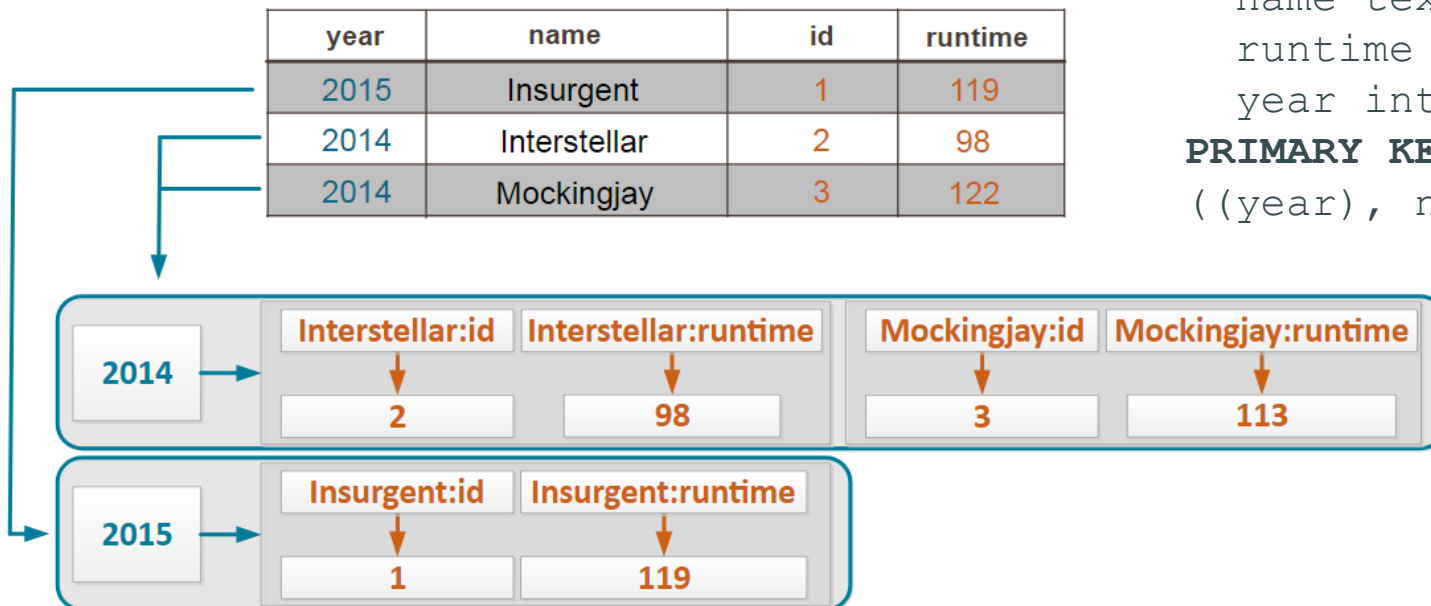 year name id runtime
2015 Insurgent 1 119
2014 Interstellar 2 98
2014 Mockingjay 3 122
name
runtime
year int
PRIMARY
((year),
Interstellar:id Interstellar:runtime Mockingjay:id Mockingjay:runtime
2014
2 98 3 113
Insurgent:id Insurgent:runtime
2015
1 119